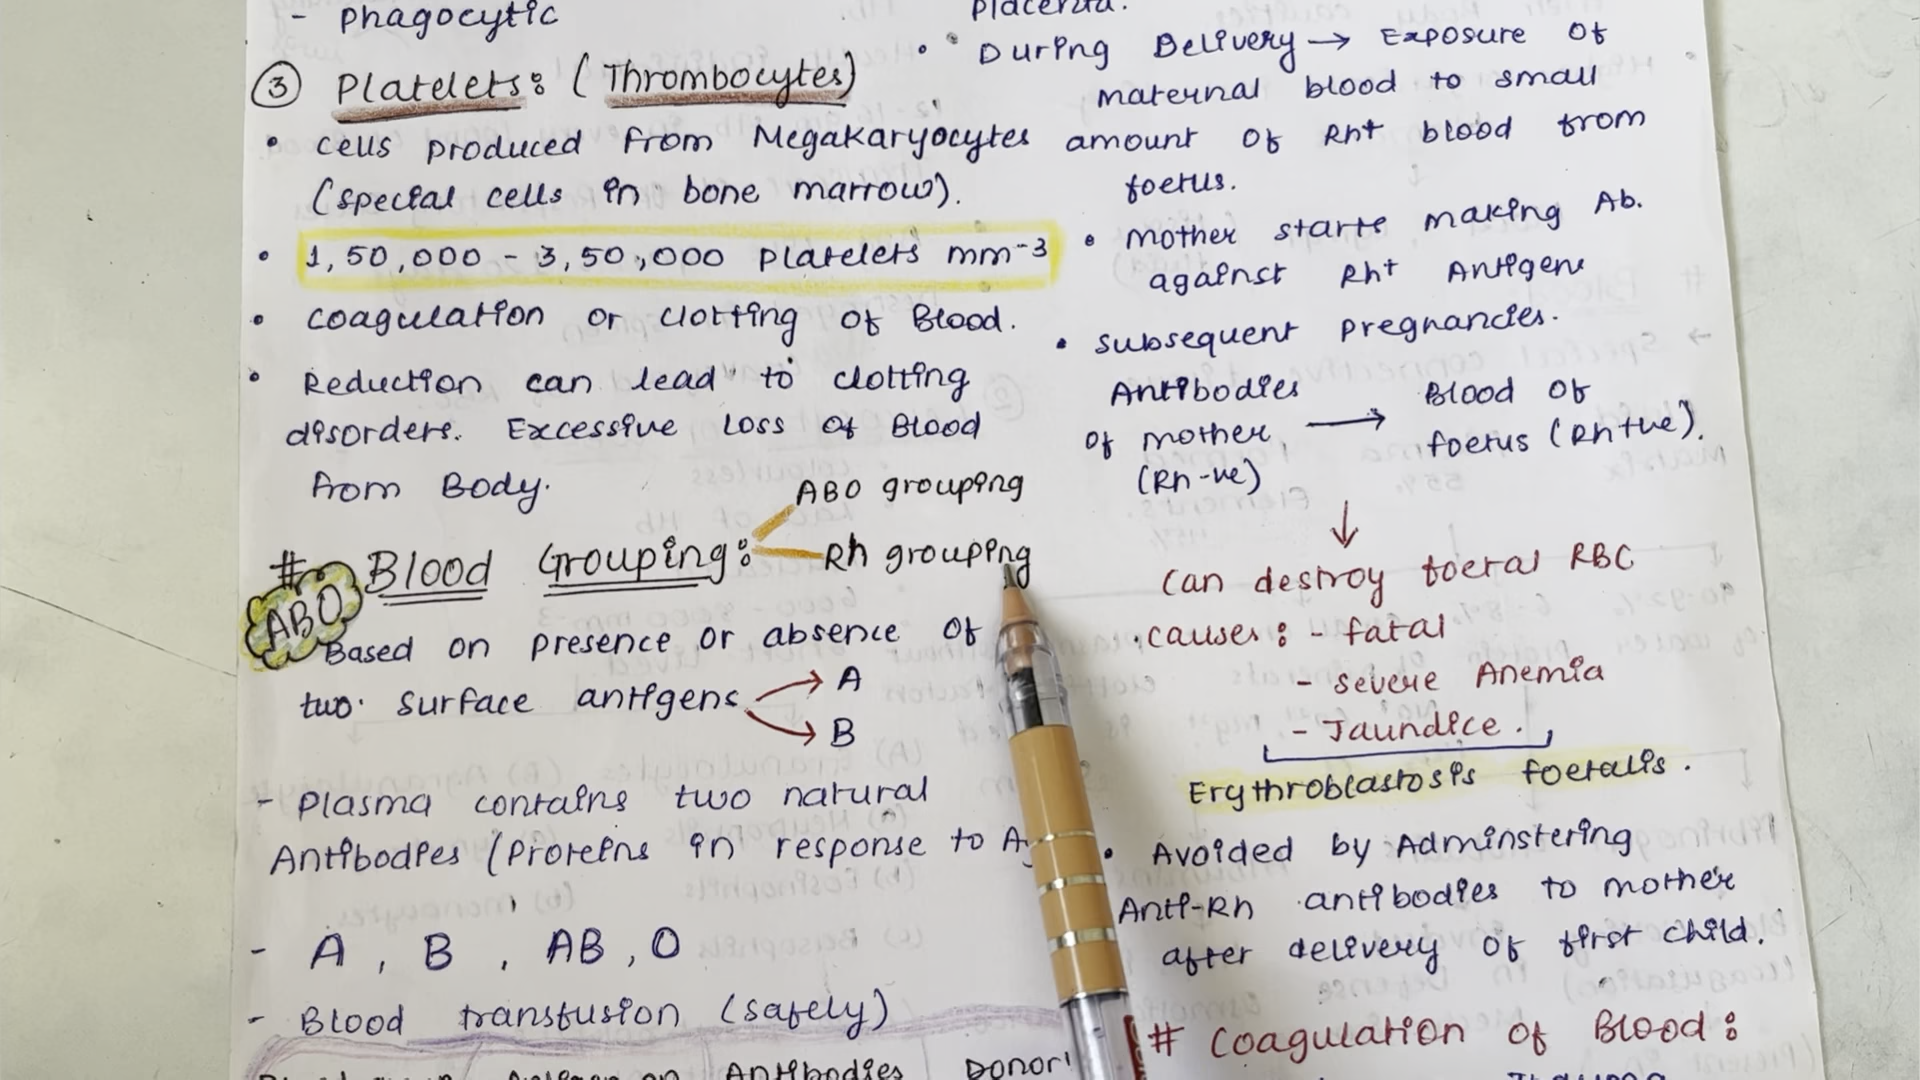 - Phagocytic
③ Platelets: (Thrombocytes)
• cells produced from Megakaryocytes
(special cells in bone marrow).
• 1,50,000 - 3,50,000 platelets mm-3
• coagulation or clotting of Blood.
• Reduction can lead to clotting
disorders. Excessive Loss of Blood
from Body.
# Blood Grouping:
ABO grouping
Rh grouping
ABO
Based on presence or absence of
two surface antigens
A
B
- Plasma contains two natural
Antibodies (Proteins in response to
- A, B, AB, O
- Blood transfusion (safely)
Antibodies Donor
Placenta.
• During Delivery → Exposure of
maternal blood to small
amount of Rh+ blood from
foetus.
• mother starts making Ab.
against Rh+ Antigens
• subsequent pregnancies.
Antibodies
of mother
(Rh-ve)
→ Blood of
foetus (Rh+ve).
↓
can destroy foetal RBC
causes: - fatal
- severe Anemia
- Jaundice.
Erythroblastosis foetalis.
• Avoided by Adminstering
Anti-Rh antibodies to mother
after delivery of first child.
# Coagulation of Blood: